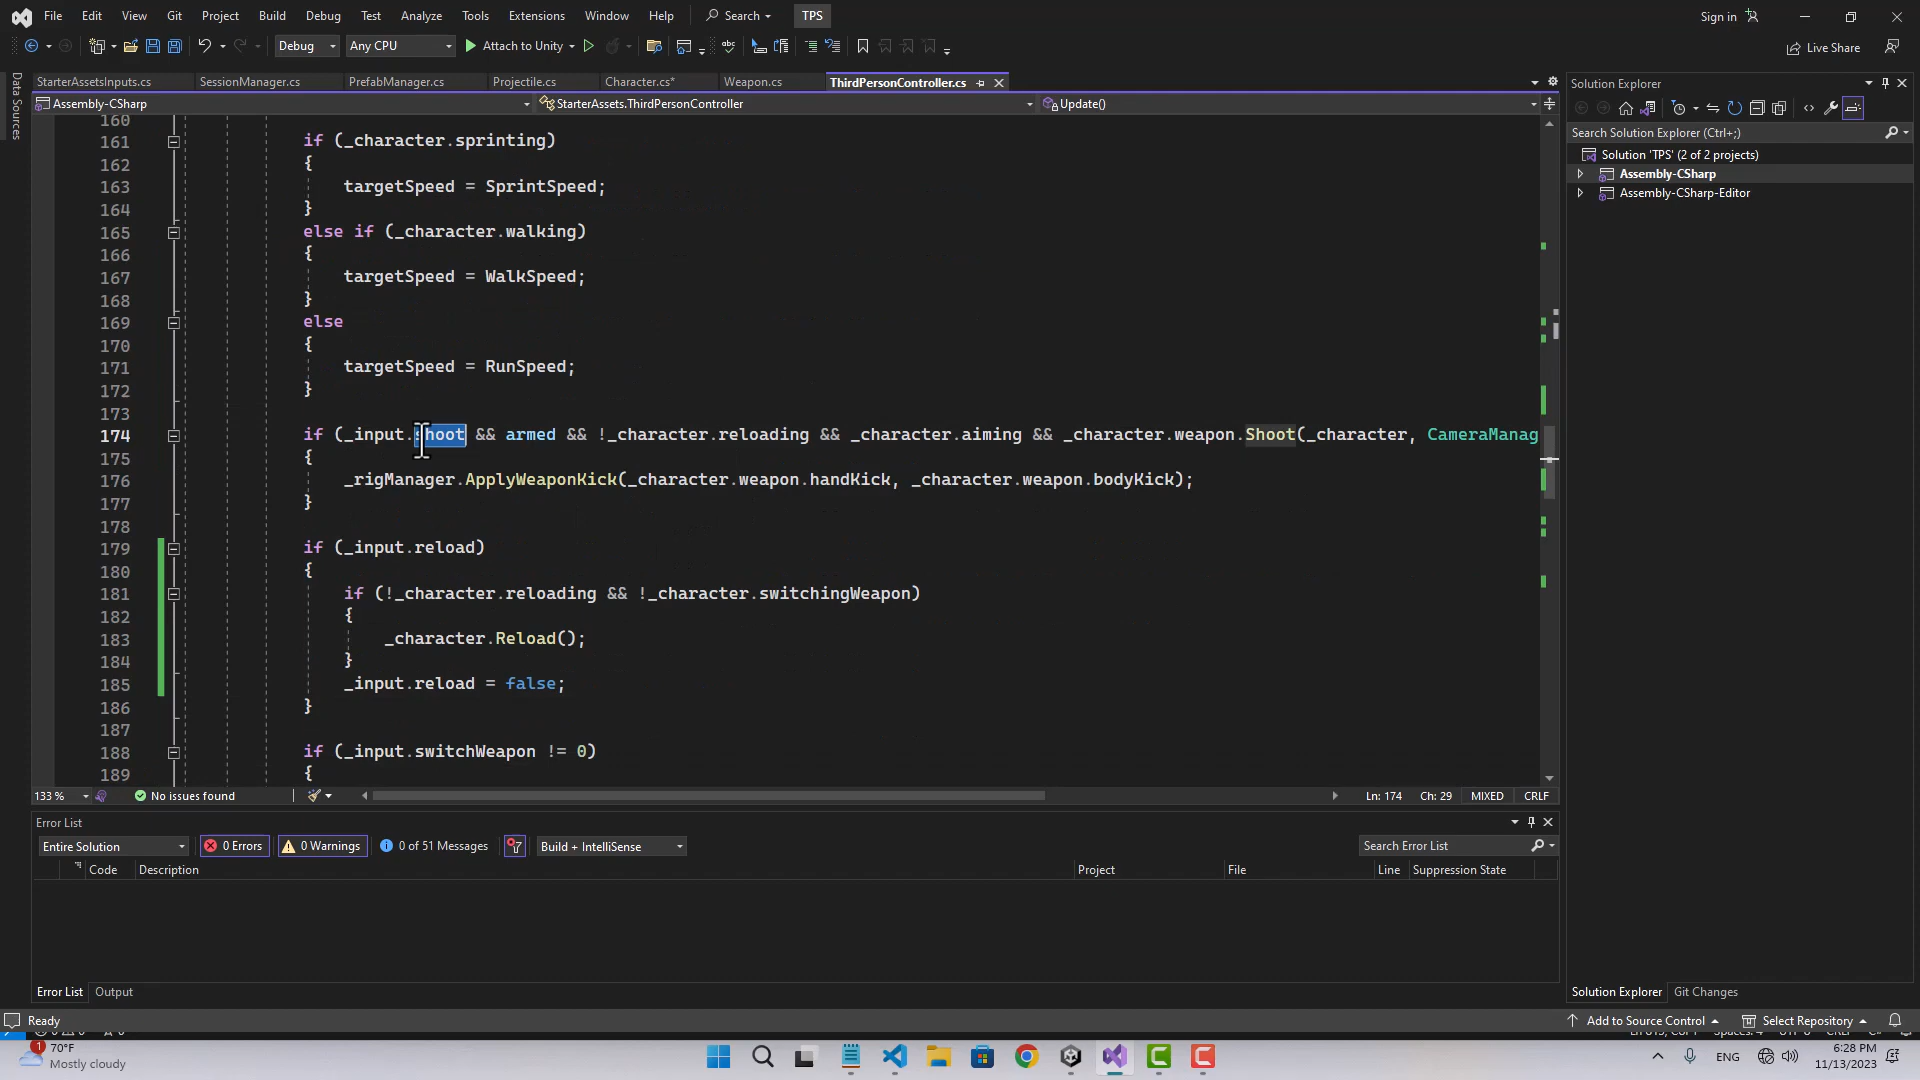 File Edit View Git Project Build Debug Test Analyze Tools Extensions Window Help Search TPS Sign in
Debug Any CPU Attach to Unity Live Share
Data Sources
StarterAssetsInputs.cs SessionManager.cs PrefabManager.cs Projectile.cs Character.cs* Weapon.cs ThirdPersonController.cs
Assembly-CSharp StarterAssets.ThirdPersonController Update()
160
161 if (_character.sprinting)
162 {
163 targetSpeed = SprintSpeed;
164 }
165 else if (_character.walking)
166 {
167 targetSpeed = WalkSpeed;
168 }
169 else
170 {
171 targetSpeed = RunSpeed;
172 }
173
174 if (_input.shoot && armed && !_character.reloading && _character.aiming && _character.weapon.Shoot(_character, CameraManag
175 {
176 _rigManager.ApplyWeaponKick(_character.weapon.handKick, _character.weapon.bodyKick);
177 }
178
179 if (_input.reload)
180 {
181 if (!_character.reloading && !_character.switchingWeapon)
182 {
183 _character.Reload();
184 }
185 _input.reload = false;
186 }
187
188 if (_input.switchWeapon != 0)
189 {
133 % No issues found Ln: 174 Ch: 29 MIXED CRLF
Error List
Entire Solution 0 Errors 0 Warnings 0 of 51 Messages Build + IntelliSense Search Error List
Code Description Project File Line Suppression State
Error List Output
Solution Explorer
Search Solution Explorer (Ctrl+;)
Solution 'TPS' (2 of 2 projects)
Assembly-CSharp
Assembly-CSharp-Editor
Solution Explorer Git Changes
Ready Add to Source Control Select Repository
1 70°F
Mostly cloudy
ENG
6:28 PM
11/13/2023